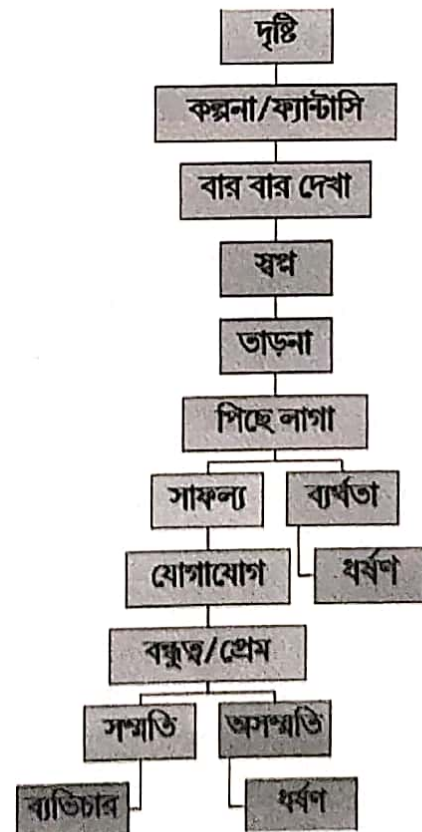 দৃষ্টি
কল্পনা/ফ্যান্টাসি
বার বার দেখা
স্বপ্ন
তাড়না
পিছে লাগা
সাফল্য ব্যর্থতা
যোগাযোগ ধর্ষণ
বন্ধুত্ব/প্রেম
সম্মতি অসম্মতি
ব্যভিচার ধর্ষণ